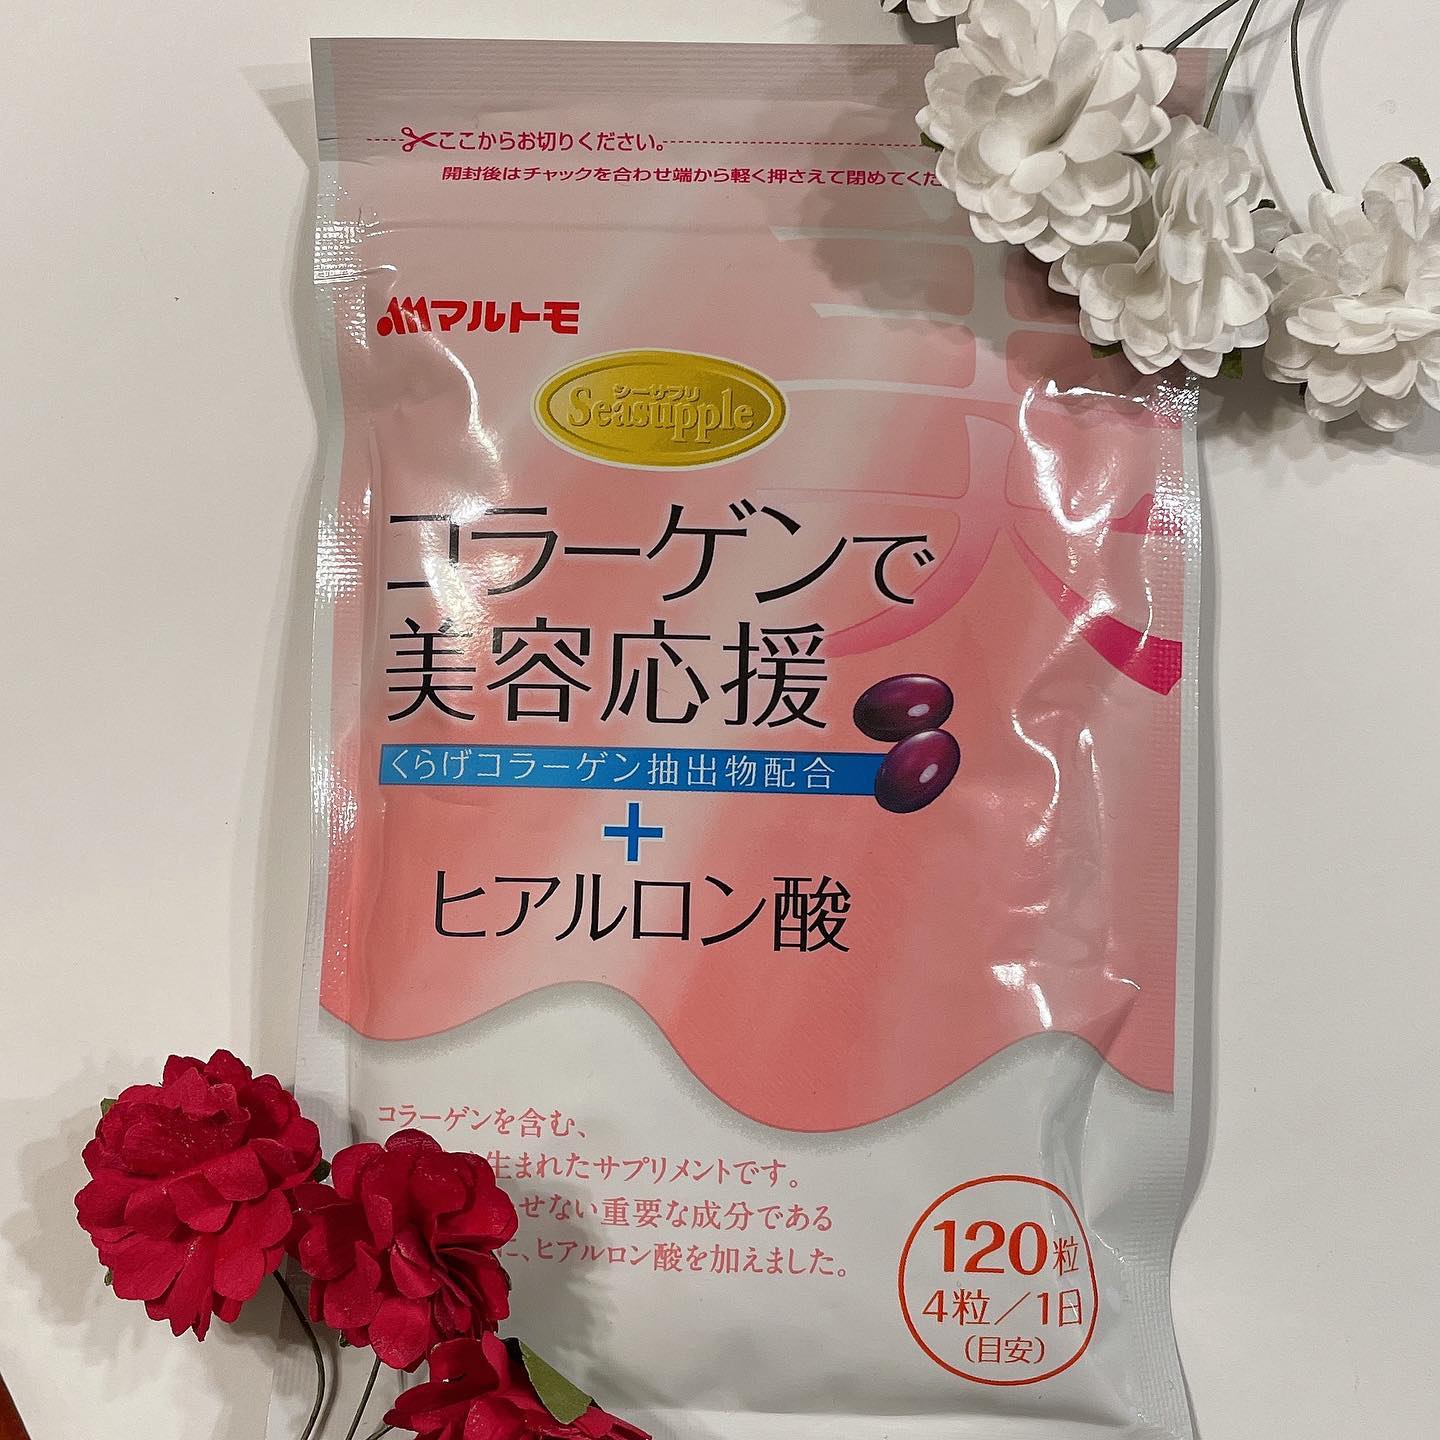 ここからお切りください。
開封後はチャックを合わせ端から軽く押さえて閉めてくだ
マルトモ
シーサプリ
Seasupple
美
コラーゲンで
美容応援
くらげコラーゲン抽出物配合
+
ヒアルロン酸
コラーゲンを含む、
生まれたサプリメントです。
せない重要な成分である
に、ヒアルロン酸を加えました。
120粒
4粒/1日
(目安)